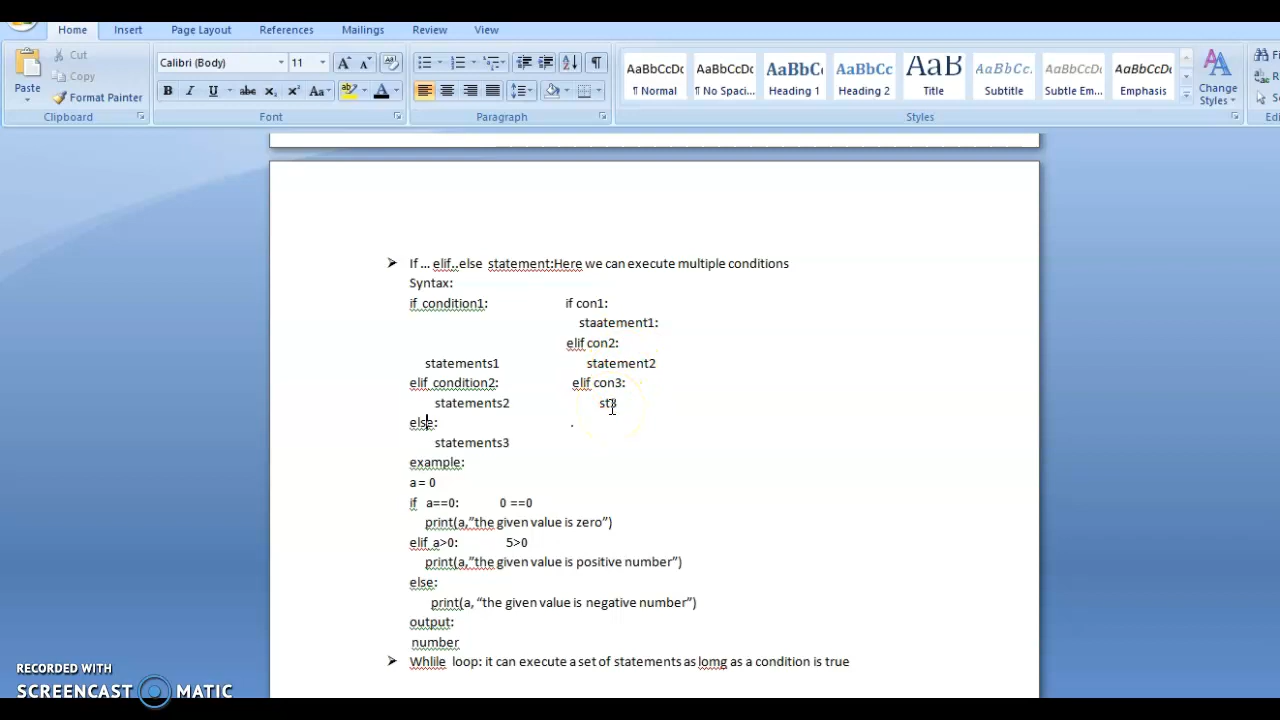 Home Insert Page Layout References Mailings Review View
Cut
Copy
Paste
Format Painter
Clipboard
Calibri (Body) 11
Font
Paragraph
AaBbCcDc AaBbCcDc AaBbC AaBbCc AaB AaBbCc. AaBbCcDc AaBbCcDc
¶ Normal ¶ No Spaci... Heading 1 Heading 2 Title Subtitle Subtle Em... Emphasis
Change
Styles
Styles
If ... elif..else statement:Here we can execute multiple conditions
Syntax:
if condition1: if con1:
staatement1:
elif con2:
statements1 statement2
elif condition2: elif con3:
statements2 st3
else: .
statements3
example:
a = 0
if a==0: 0 ==0
print(a,”the given value is zero”)
elif a>0: 5>0
print(a,”the given value is positive number”)
else:
print(a, “the given value is negative number”)
output:
number
Whlile loop: it can execute a set of statements as lomg as a condition is true
RECORDED WITH
SCREENCAST MATIC